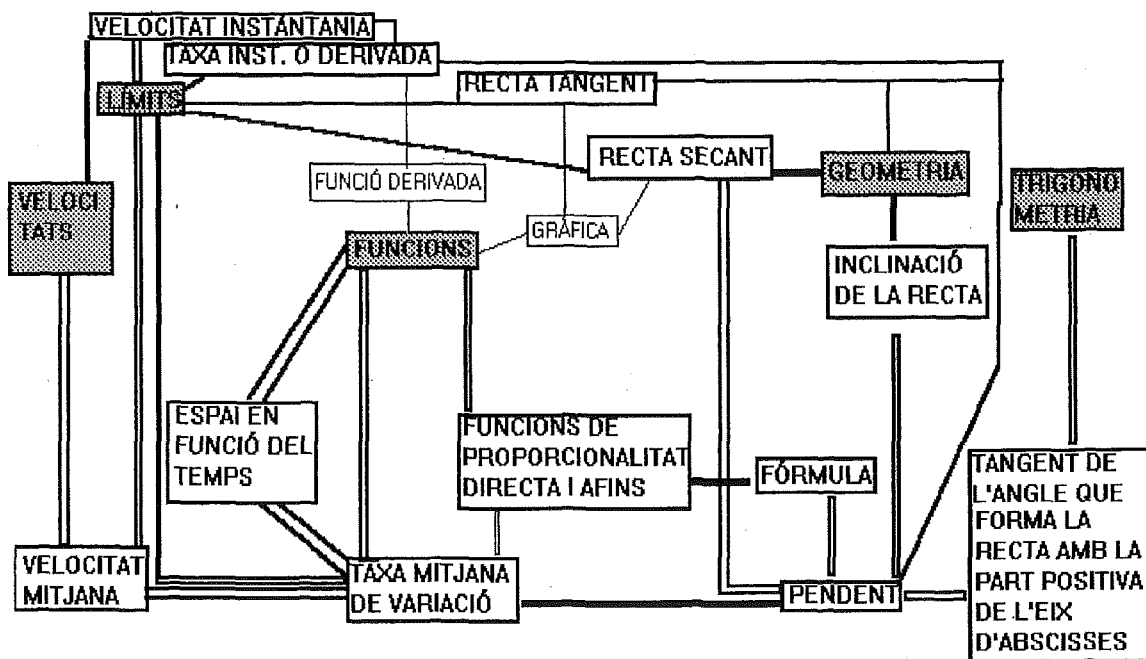 VELOCITAT INSTÀNTANIA
TAXA INST. O DERIVADA
RECTA TANGENT
LÍMITS
RECTA SECANT
GEOMETRIA
FUNCIÓ DERIVADA
TRIGONO
METRIA
VELOCI
TATS
GRÀFICA
FUNCIONS
INCLINACIÓ
DE LA RECTA
ESPAI EN
FUNCIÓ DEL
TEMPS
FUNCIONS DE
PROPORCIONALITAT
DIRECTA I AFINS
FÓRMULA
TANGENT DE
L'ANGLE QUE
FORMA LA
RECTA AMB LA
PART POSITIVA
DE L'EIX
D'ABSCISSES
VELOCITAT
MITJANA
TAXA MITJANA
DE VARIACIÓ
PENDENT